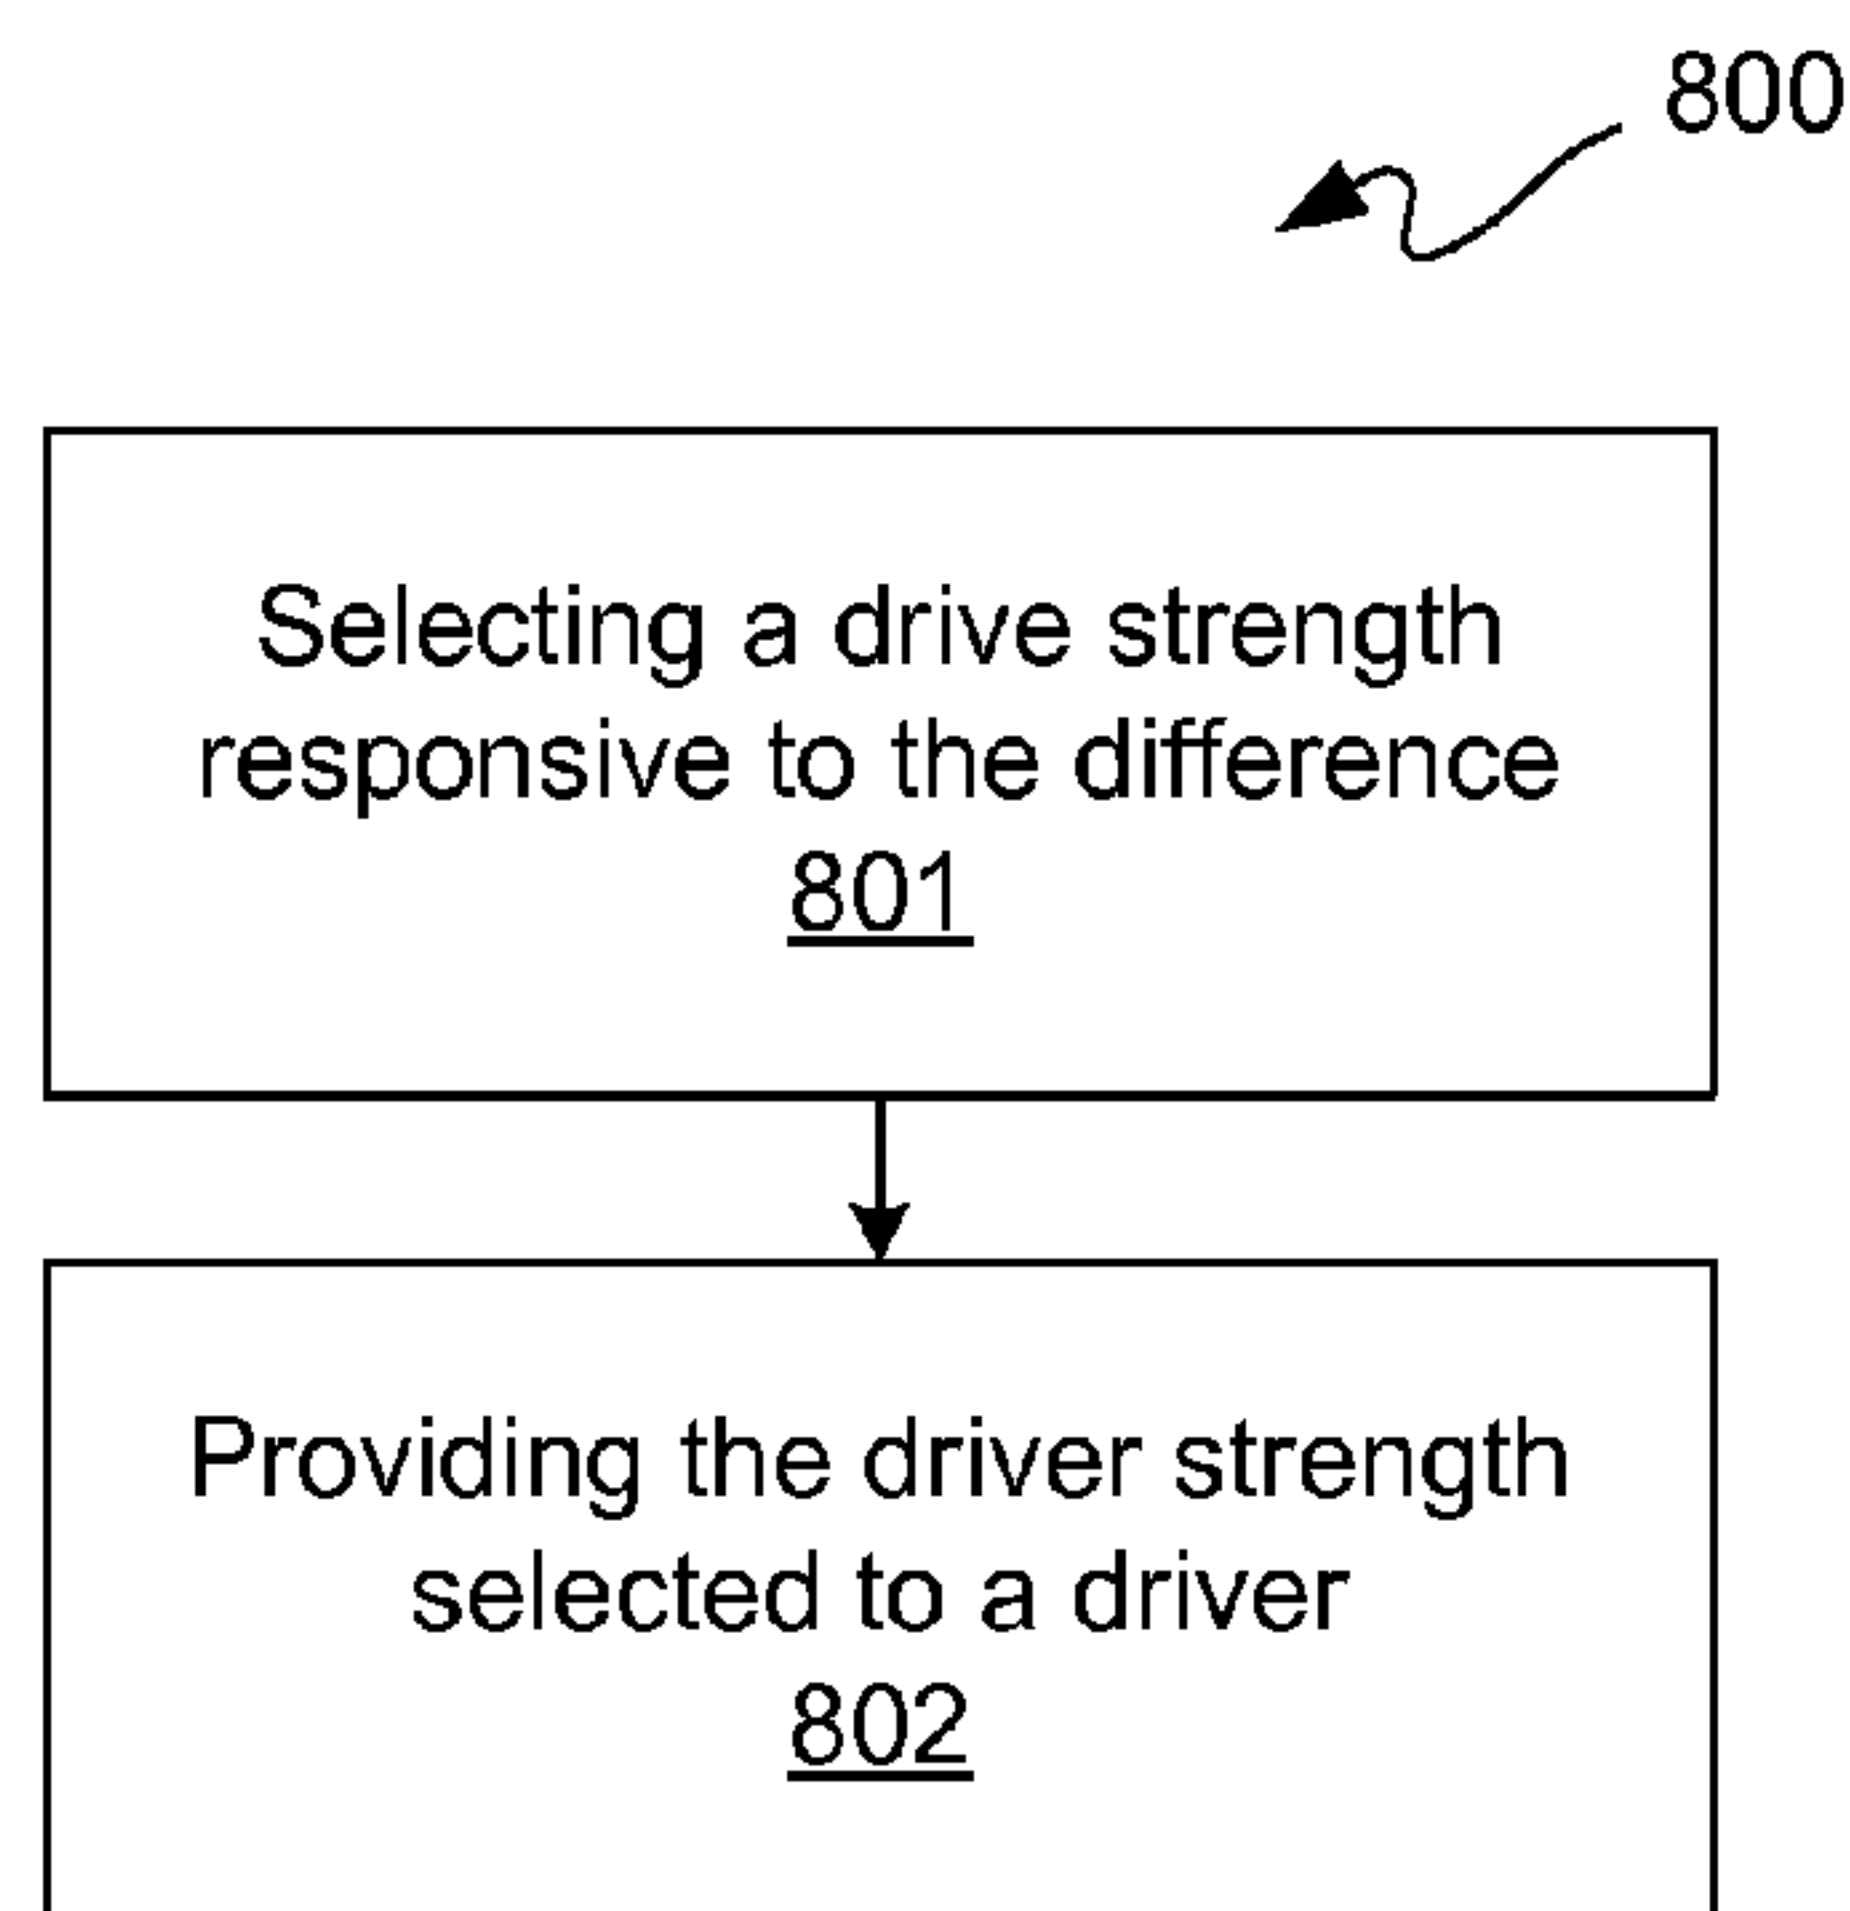 800
Selecting a drive strength
responsive to the difference
801
Providing the driver strength
selected to a driver
802